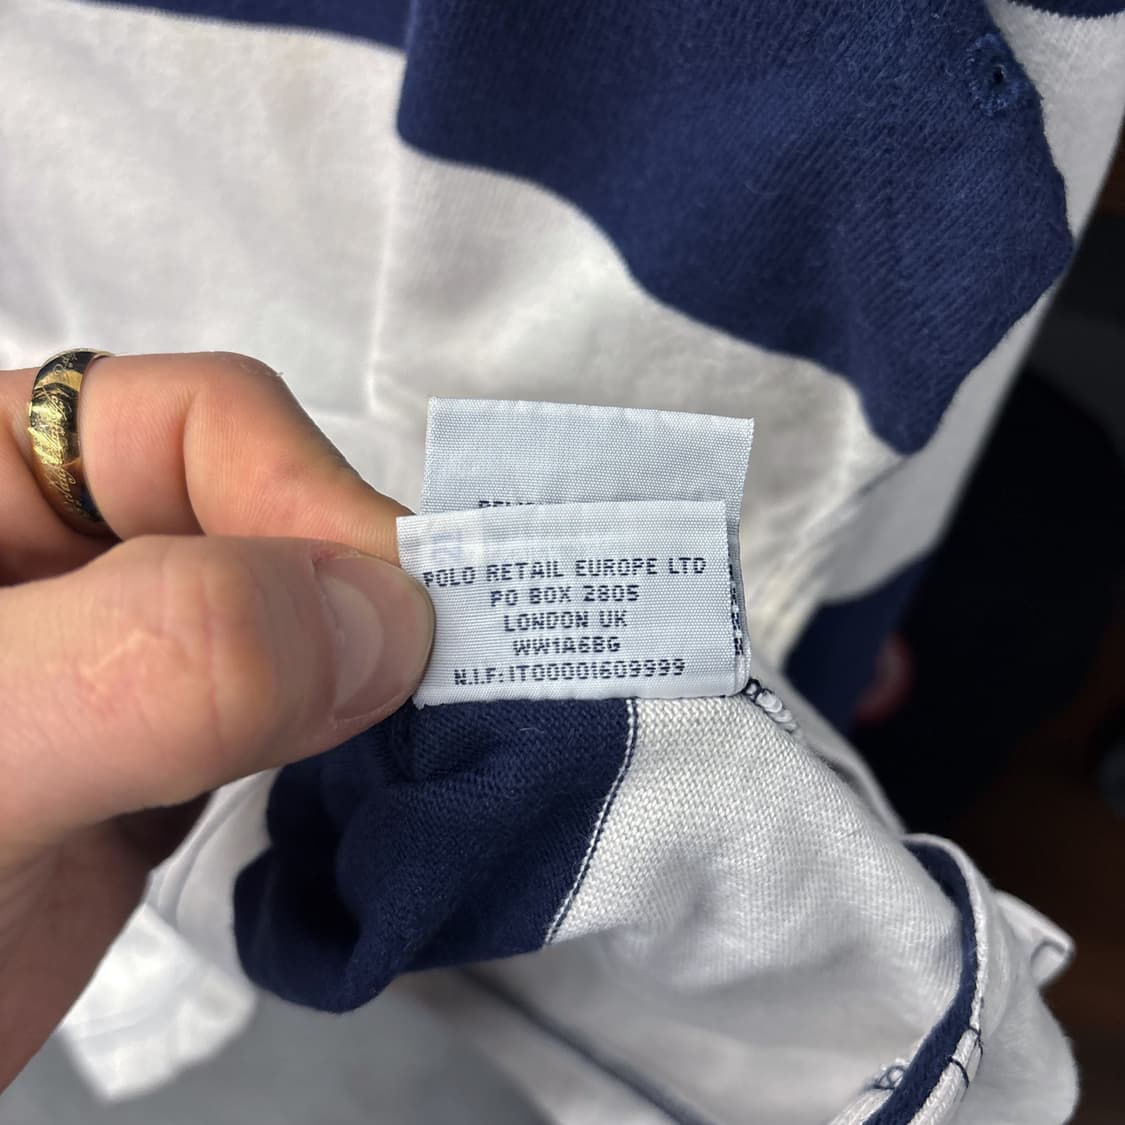 POLO RETAIL EUROPE LTD
PO BOX 2805
LONDON UK
WW1A6BG
N.I.F:IT00001609999